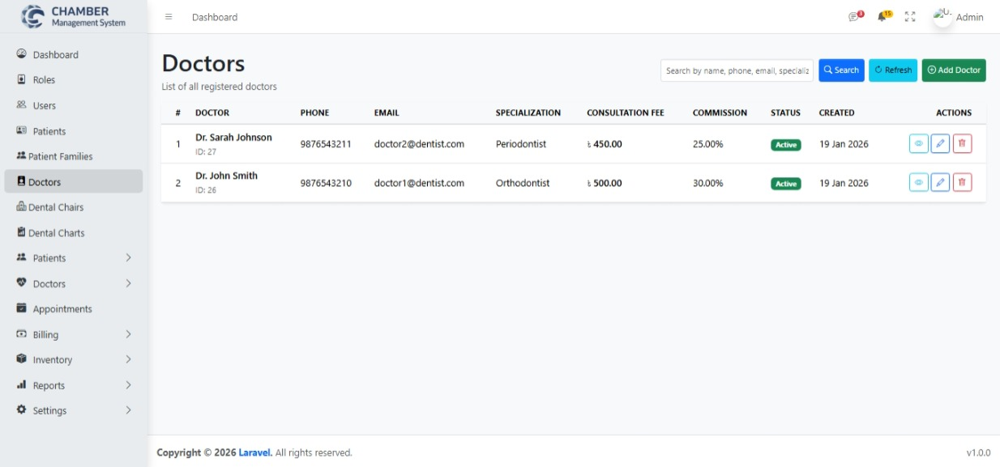 CHAMBER
Management System
Dashboard
3
15
U.
Admin
Dashboard
Roles
Users
Patients
Patient Families
Doctors
Dental Chairs
Dental Charts
Patients
Doctors
Appointments
Billing
Inventory
Reports
Settings
Doctors
List of all registered doctors
Search by name, phone, email, specializ
Search
Refresh
Add Doctor
# DOCTOR PHONE EMAIL SPECIALIZATION CONSULTATION FEE COMMISSION STATUS CREATED ACTIONS
1 Dr. Sarah Johnson 9876543211 doctor2@dentist.com Periodontist ৳ 450.00 25.00% Active 19 Jan 2026
ID: 27
2 Dr. John Smith 9876543210 doctor1@dentist.com Orthodontist ৳ 500.00 30.00% Active 19 Jan 2026
ID: 26
Copyright © 2026 Laravel. All rights reserved.
v1.0.0